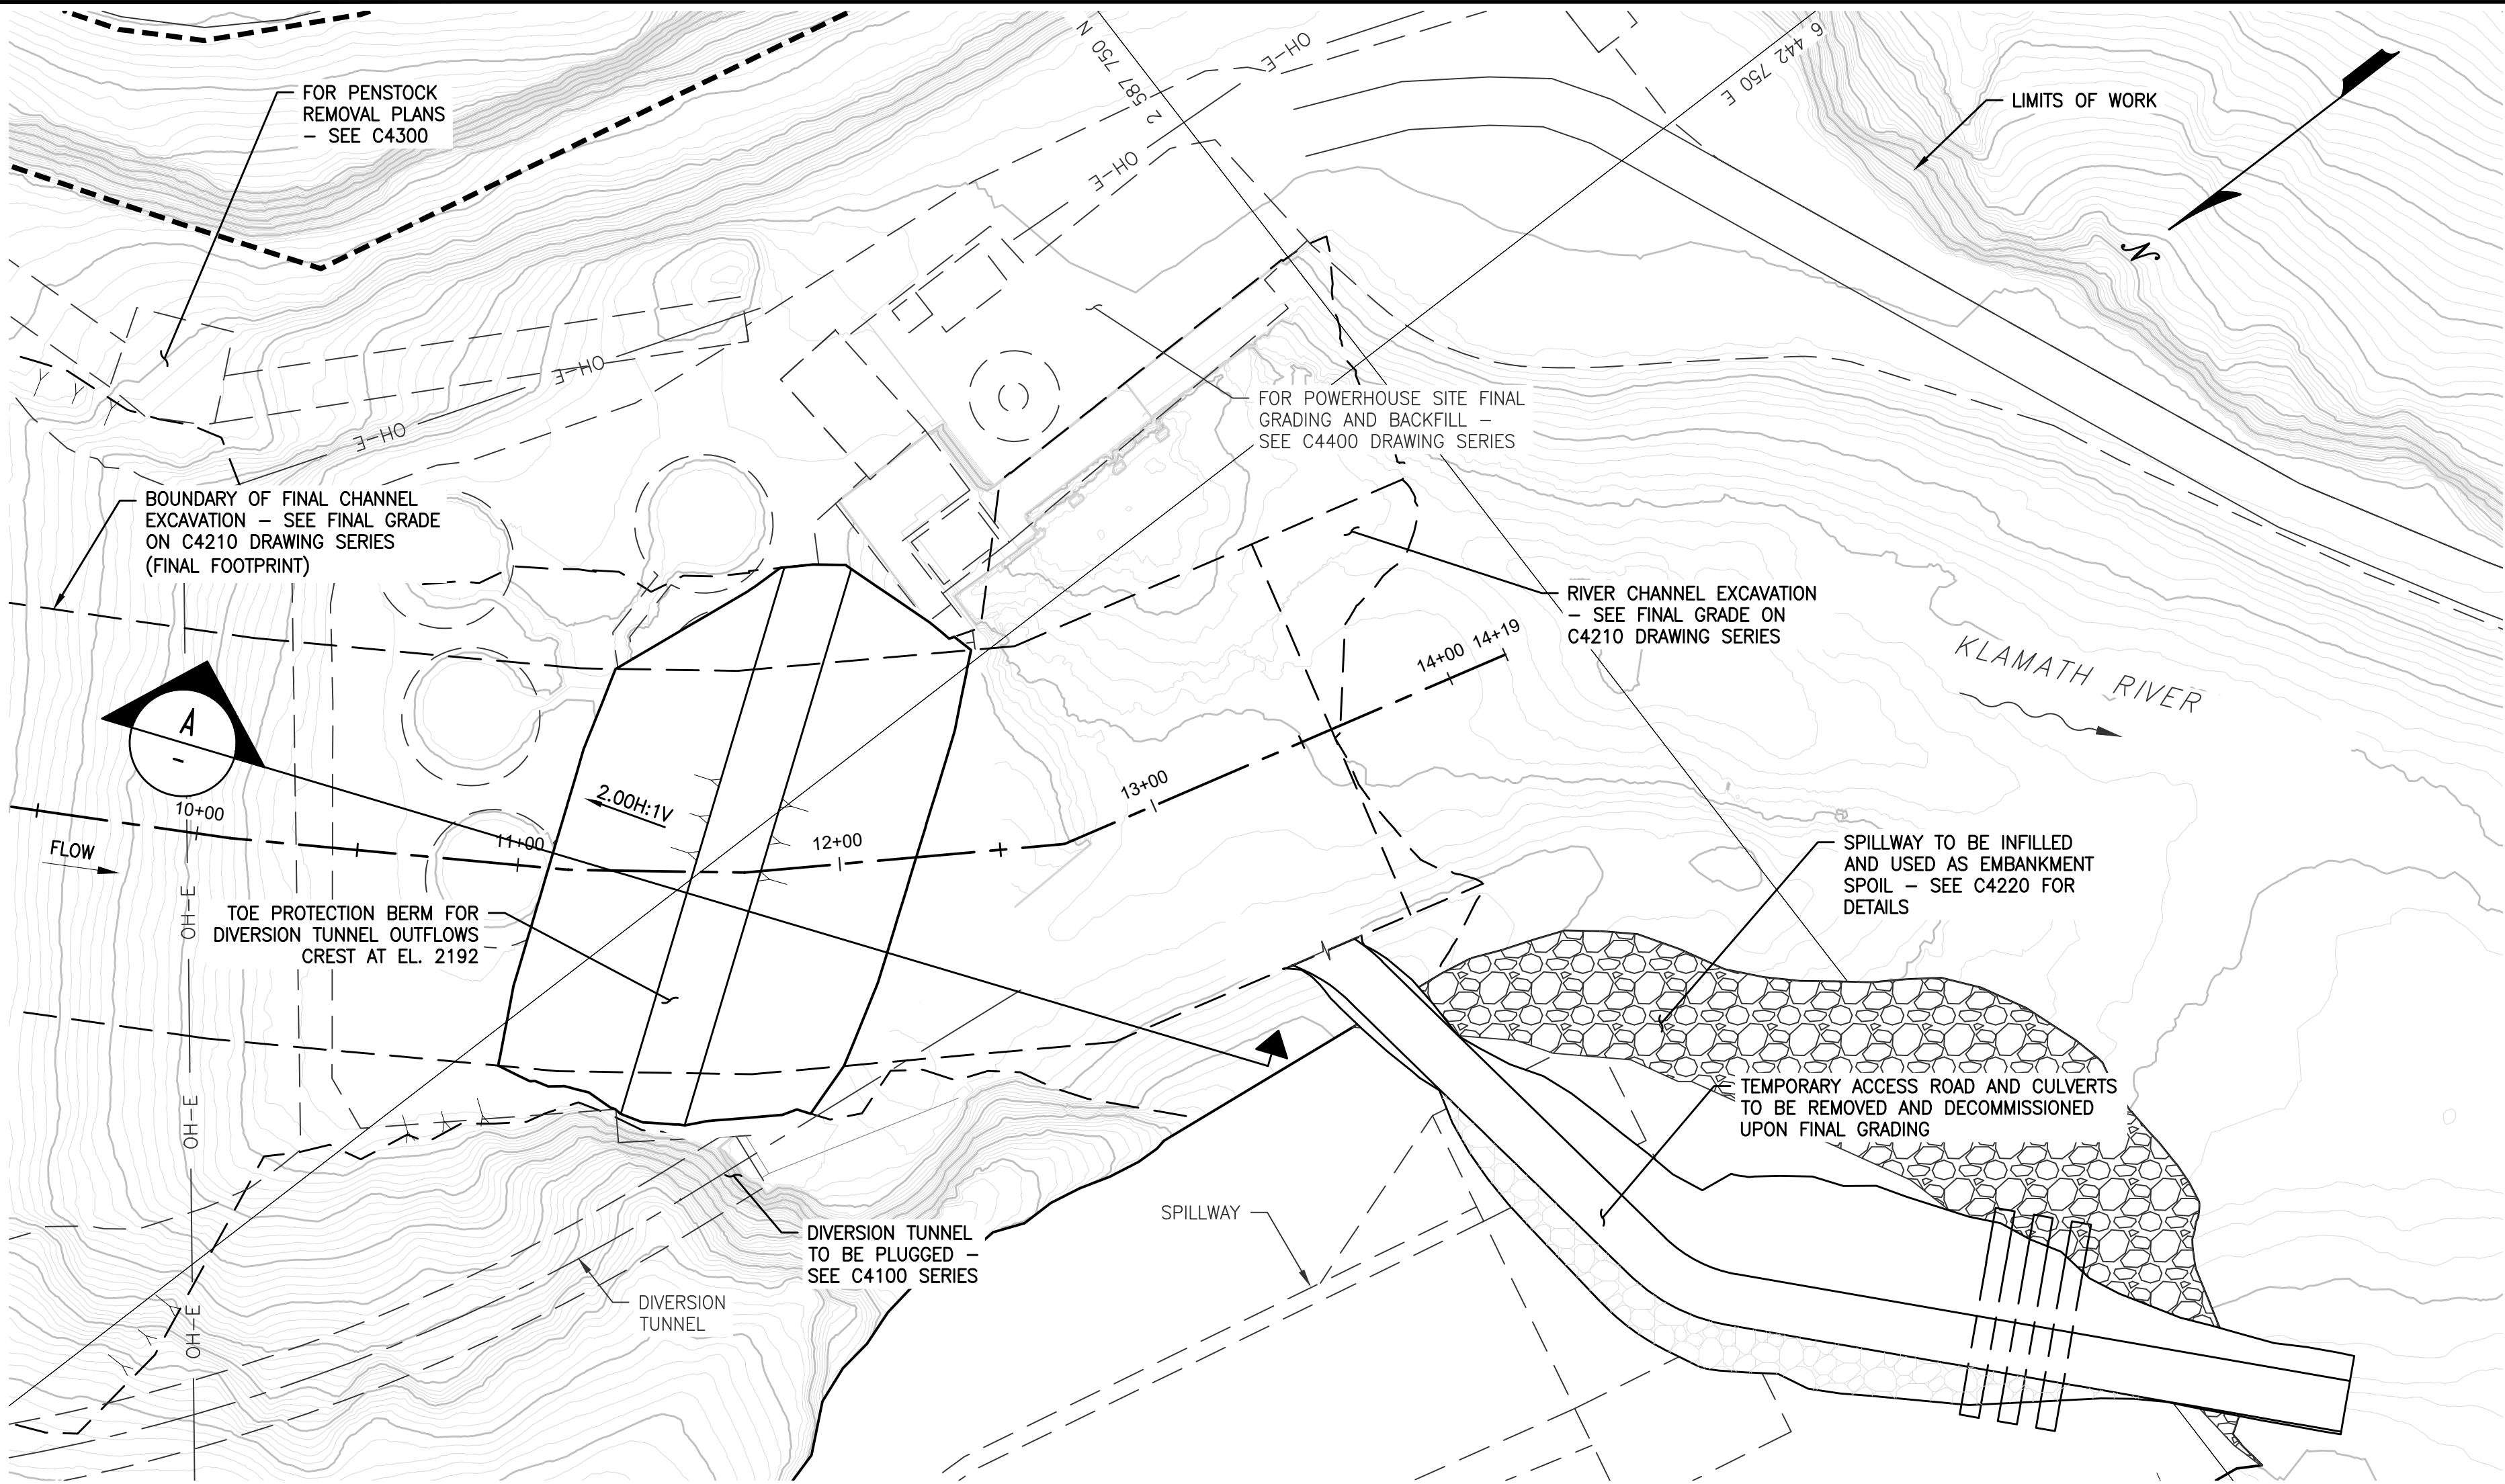 FOR PENSTOCK
REMOVAL PLANS
– SEE C4300
2 587 750 N
OH–E
6 442 750 E
LIMITS OF WORK
N
OH–E
OH–E
OH–E
FOR POWERHOUSE SITE FINAL
GRADING AND BACKFILL –
SEE C4400 DRAWING SERIES
BOUNDARY OF FINAL CHANNEL
EXCAVATION – SEE FINAL GRADE
ON C4210 DRAWING SERIES
(FINAL FOOTPRINT)
RIVER CHANNEL EXCAVATION
– SEE FINAL GRADE ON
C4210 DRAWING SERIES
KLAMATH RIVER
A
–
10+00
11+00
12+00
13+00
14+00
14+19
2.00H:1V
FLOW
OH–E
TOE PROTECTION BERM FOR
DIVERSION TUNNEL OUTFLOWS
CREST AT EL. 2192
SPILLWAY TO BE INFILLED
AND USED AS EMBANKMENT
SPOIL – SEE C4220 FOR
DETAILS
OH–E
TEMPORARY ACCESS ROAD AND CULVERTS
TO BE REMOVED AND DECOMMISSIONED
UPON FINAL GRADING
SPILLWAY
DIVERSION TUNNEL
TO BE PLUGGED –
SEE C4100 SERIES
DIVERSION
TUNNEL
OH–E